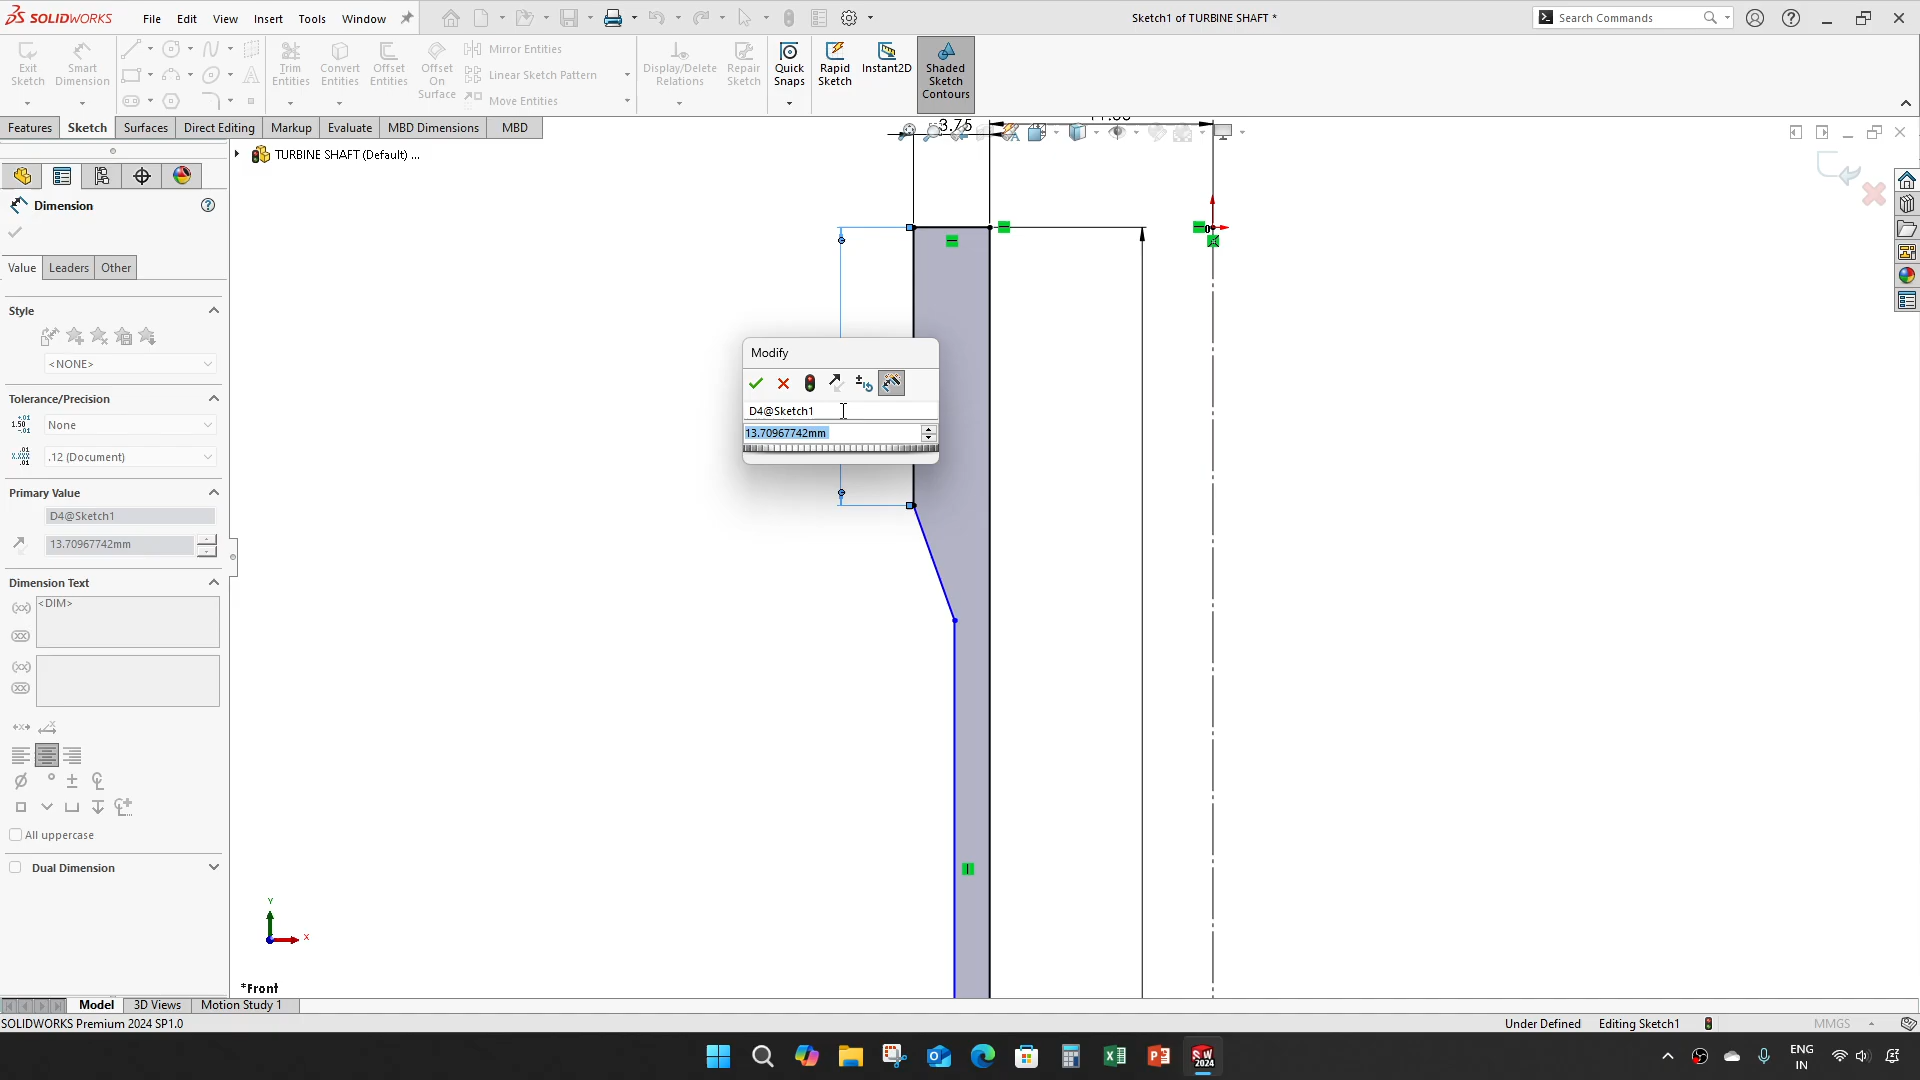 SOLIDWORKS
File Edit View Insert Tools Window
Sketch1 of TURBINE SHAFT *
Search Commands
Exit Sketch
Smart Dimension
Trim Entities
Convert Entities
Offset Entities
Offset On Surface
Mirror Entities
Linear Sketch Pattern
Move Entities
Display/Delete Relations
Repair Sketch
Quick Snaps
Rapid Sketch
Instant2D
Shaded Sketch Contours
Features Sketch Surfaces Direct Editing Markup Evaluate MBD Dimensions MBD
TURBINE SHAFT (Default) ...
3.75
Dimension
Value Leaders Other
Style
<NONE>
Tolerance/Precision
None
.12 (Document)
Primary Value
D4@Sketch1
13.70967742mm
Dimension Text
<DIM>
All uppercase
Dual Dimension
Modify
D4@Sketch1
13.70967742mm
Y
X
*Front
Model 3D Views Motion Study 1
SOLIDWORKS Premium 2024 SP1.0
Under Defined
Editing Sketch1
MMGS
ENG
IN
SW
2024